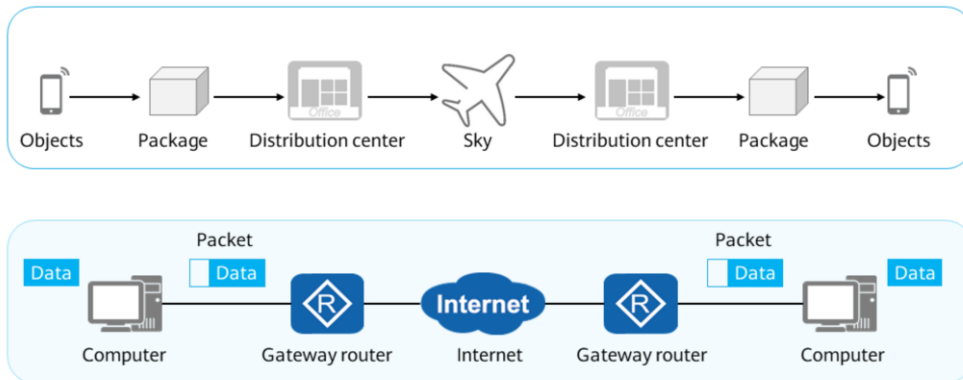 Office
Office
Objects
Package
Distribution center
Sky
Distribution center
Package
Objects
Packet
Packet
Data
Data
Data
Data
R
Internet
R
Computer
Gateway router
Internet
Gateway router
Computer